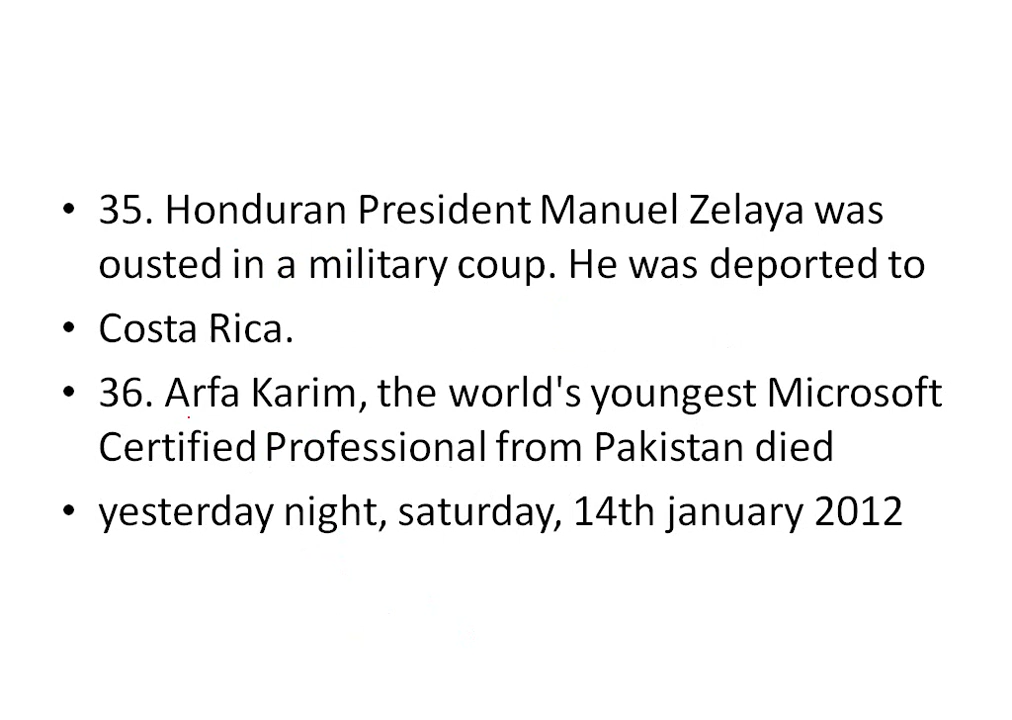 • 35. Honduran President Manuel Zelaya was
ousted in a military coup. He was deported to
• Costa Rica.
• 36. Arfa Karim, the world's youngest Microsoft
Certified Professional from Pakistan died
• yesterday night, saturday, 14th january 2012